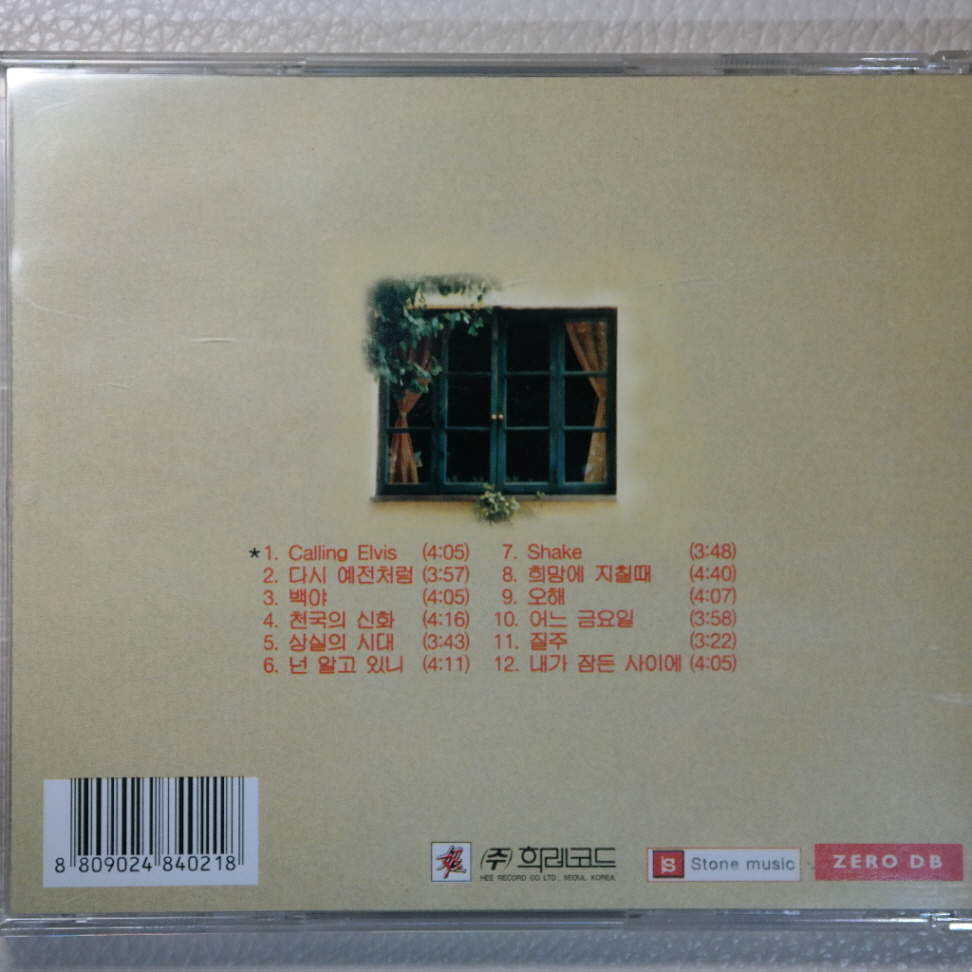 *1. Calling Elvis (4:05)
2. 다시 예전처럼 (3:57)
3. 백야 (4:05)
4. 천국의 신화 (4:16)
5. 상실의 시대 (3:43)
6. 넌 알고 있니 (4:11)
7. Shake (3:48)
8. 희망에 지칠때 (4:40)
9. 오해 (4:07)
10. 어느 금요일 (3:58)
11. 질주 (3:22)
12. 내가 잠든 사이에 (4:05)
8 809024 840218
(주) 희레코드
HEE RECORD CO LTD., SEOUL, KOREA.
S Stone music
ZERO DB